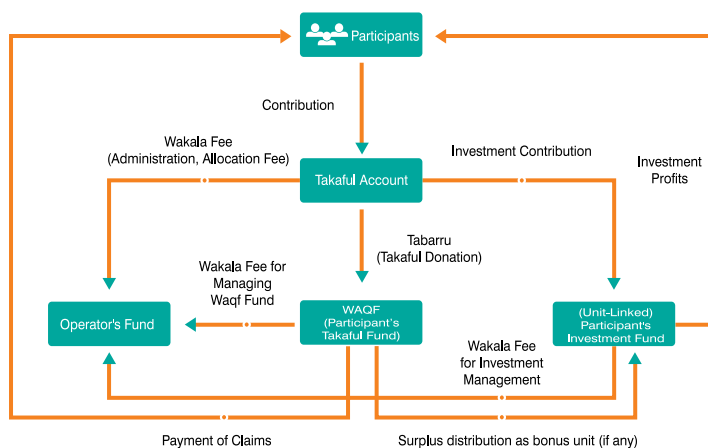 Participants
Contribution
Wakala Fee
(Administration, Allocation Fee)
Investment Contribution
Investment
Profits
Takaful Account
Tabarru
(Takaful Donation)
Wakala Fee for
Managing
Waqf Fund
Operator's Fund
WAQF
(Participant's
Takaful Fund)
(Unit-Linked)
Participant's
Investment Fund
Wakala Fee
for Investment
Management
Payment of Claims
Surplus distribution as bonus unit (if any)